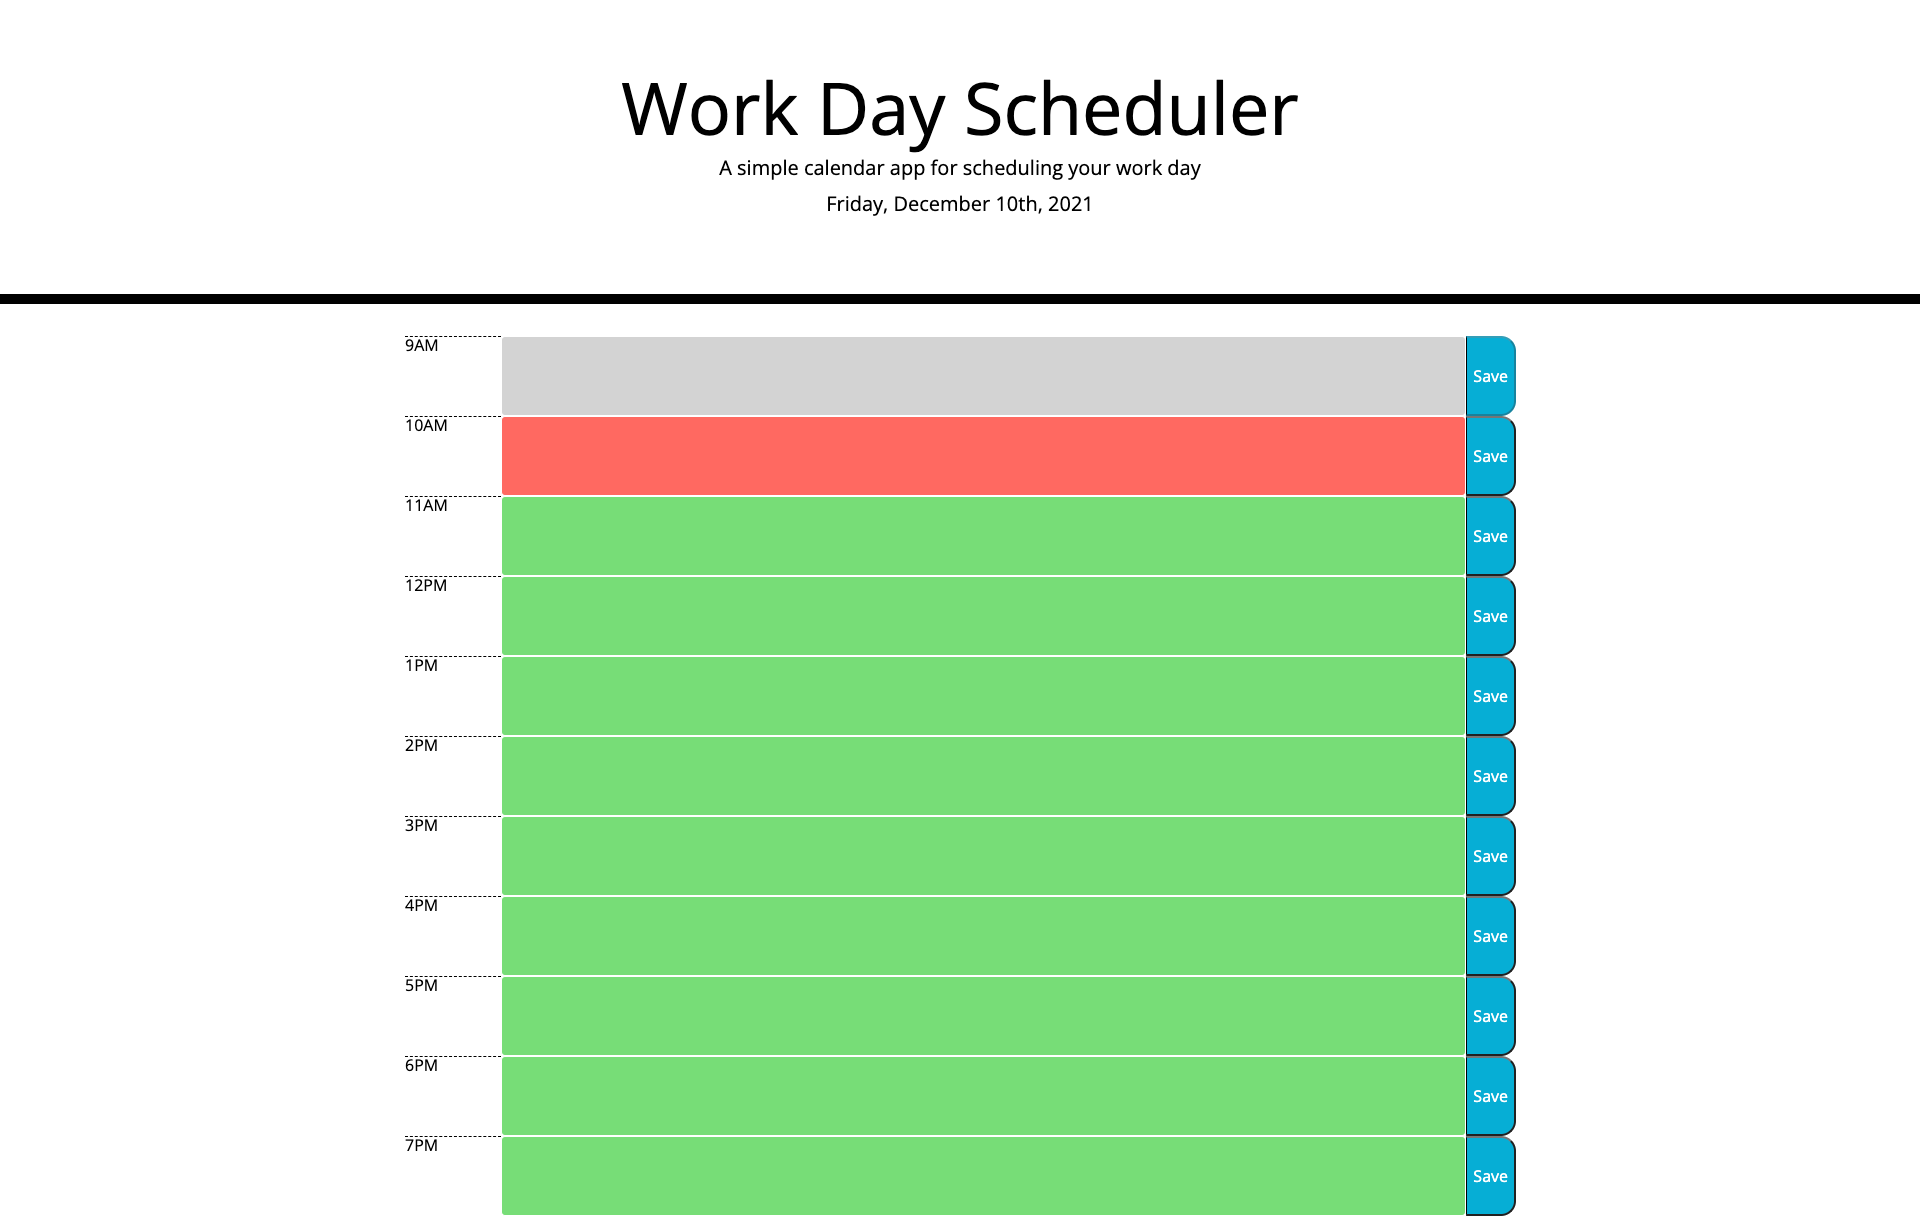 Work Day Scheduler
A simple calendar app for scheduling your work day
Friday, December 10th, 2021
9AM
Save
10AM
Save
11AM
Save
12PM
Save
1PM
Save
2PM
Save
3PM
Save
4PM
Save
5PM
Save
6PM
Save
7PM
Save